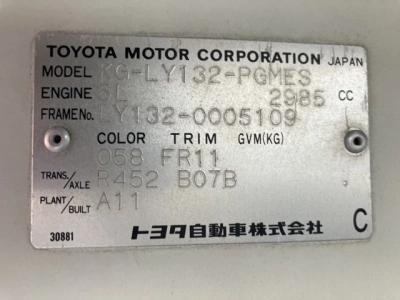 TOYOTA MOTOR CORPORATION JAPAN
MODEL KG-LY132-PGMES
ENGINE 5L 2985 CC
FRAME No. LY132-0005109
COLOR TRIM GVM(KG)
058 FR11
TRANS./AXLE R452 B07B
PLANT/BUILT A11
30881 トヨタ自動車株式会社 C